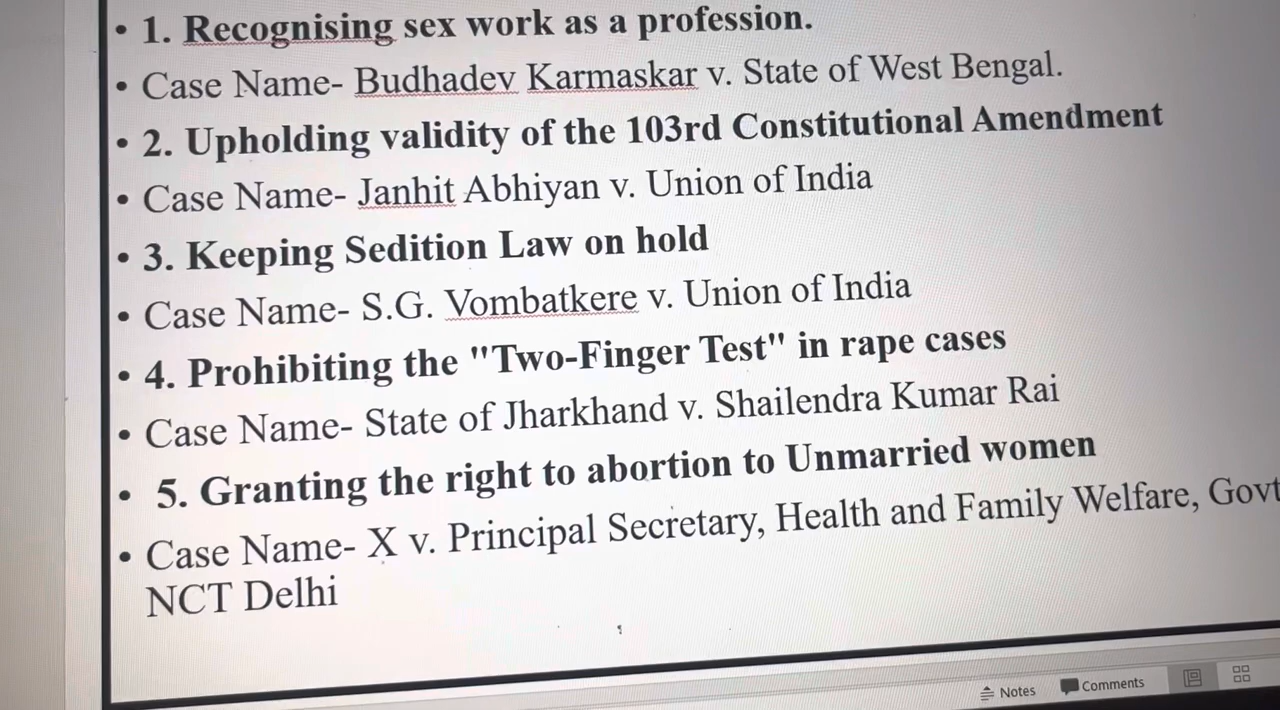 • 1. Recognising sex work as a profession.
• Case Name- Budhadev Karmaskar v. State of West Bengal.
• 2. Upholding validity of the 103rd Constitutional Amendment
• Case Name- Janhit Abhiyan v. Union of India
• 3. Keeping Sedition Law on hold
• Case Name- S.G. Vombatkere v. Union of India
• 4. Prohibiting the "Two-Finger Test" in rape cases
• Case Name- State of Jharkhand v. Shailendra Kumar Rai
• 5. Granting the right to abortion to Unmarried women
• Case Name- X v. Principal Secretary, Health and Family Welfare, Govt
NCT Delhi
Notes Comments